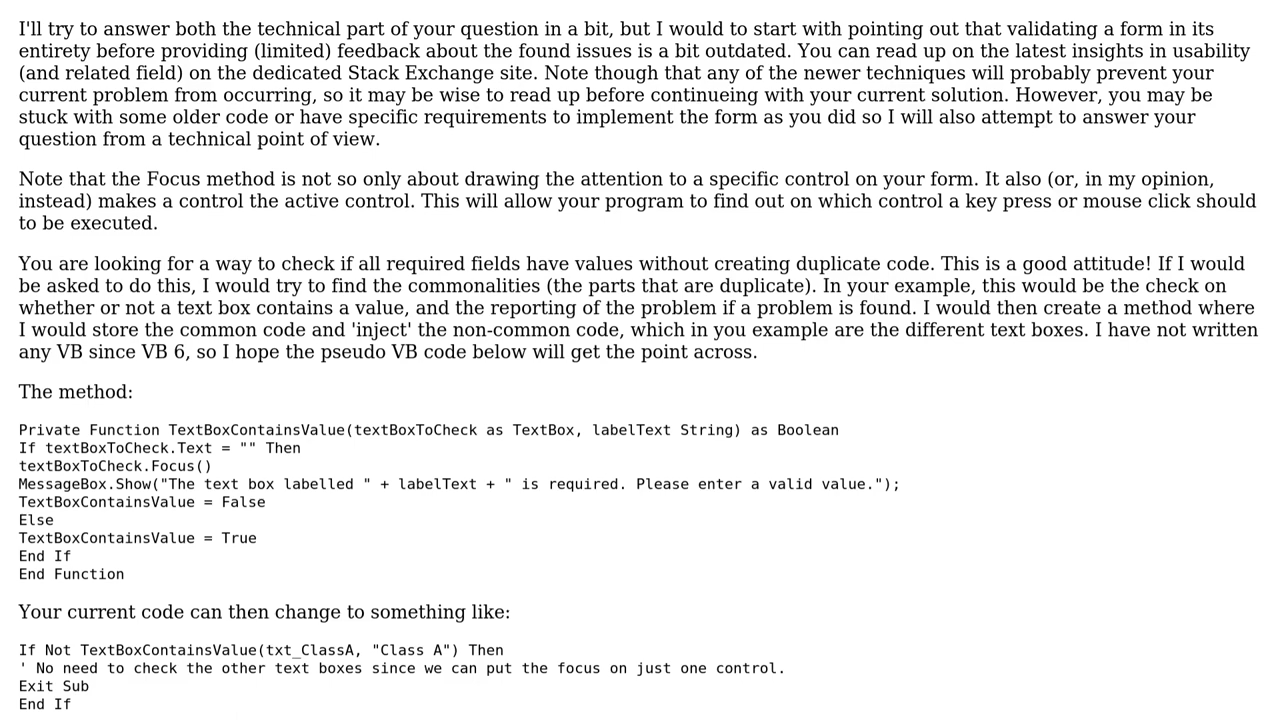 I'll try to answer both the technical part of your question in a bit, but I would to start with pointing out that validating a form in its
entirety before providing (limited) feedback about the found issues is a bit outdated. You can read up on the latest insights in usability
(and related field) on the dedicated Stack Exchange site. Note though that any of the newer techniques will probably prevent your
current problem from occurring, so it may be wise to read up before continueing with your current solution. However, you may be
stuck with some older code or have specific requirements to implement the form as you did so I will also attempt to answer your
question from a technical point of view.
Note that the Focus method is not so only about drawing the attention to a specific control on your form. It also (or, in my opinion,
instead) makes a control the active control. This will allow your program to find out on which control a key press or mouse click should
to be executed.
You are looking for a way to check if all required fields have values without creating duplicate code. This is a good attitude! If I would
be asked to do this, I would try to find the commonalities (the parts that are duplicate). In your example, this would be the check on
whether or not a text box contains a value, and the reporting of the problem if a problem is found. I would then create a method where
I would store the common code and 'inject' the non-common code, which in you example are the different text boxes. I have not written
any VB since VB 6, so I hope the pseudo VB code below will get the point across.
The method:
Private Function TextBoxContainsValue(textBoxToCheck as TextBox, labelText String) as Boolean
If textBoxToCheck.Text = "" Then
textBoxToCheck.Focus()
MessageBox.Show("The text box labelled " + labelText + " is required. Please enter a valid value.");
TextBoxContainsValue = False
Else
TextBoxContainsValue = True
End If
End Function
Your current code can then change to something like:
If Not TextBoxContainsValue(txt_ClassA, "Class A") Then
' No need to check the other text boxes since we can put the focus on just one control.
Exit Sub
End If